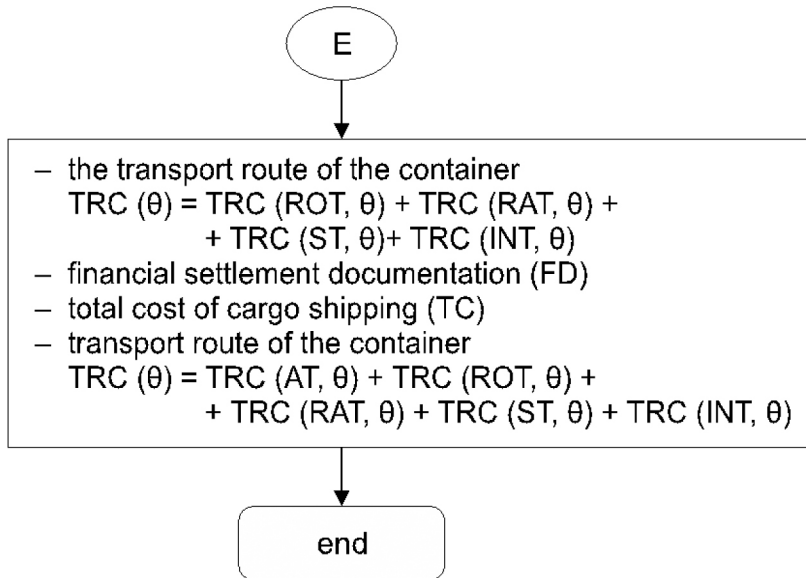 E
– the transport route of the container
TRC (θ) = TRC (ROT, θ) + TRC (RAT, θ) +
+ TRC (ST, θ)+ TRC (INT, θ)
– financial settlement documentation (FD)
– total cost of cargo shipping (TC)
– transport route of the container
TRC (θ) = TRC (AT, θ) + TRC (ROT, θ) +
+ TRC (RAT, θ) + TRC (ST, θ) + TRC (INT, θ)
end